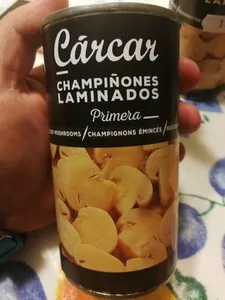 Cárcar
CHAMPIÑONES
LAMINADOS
Primera
MUSHROOMS / CHAMPIGNONS ÉMINCÉS /